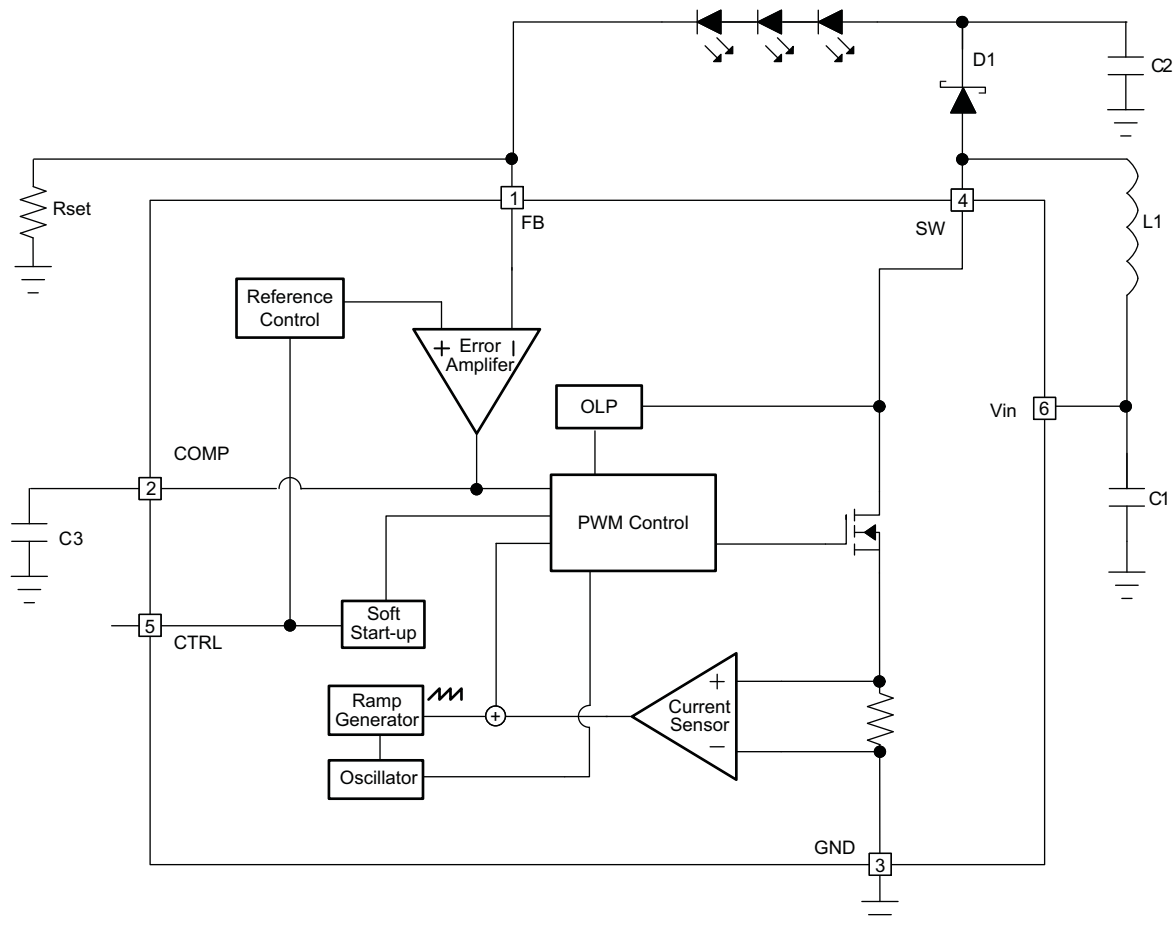 D1
C2
Rset
1
FB
4
SW
L1
Reference
Control
+ Error
Amplifer
OLP
Vin
6
COMP
2
PWM Control
C1
C3
Soft
Start-up
5
CTRL
Ramp
Generator
+
+
Current
Sensor
−
Oscillator
GND
3